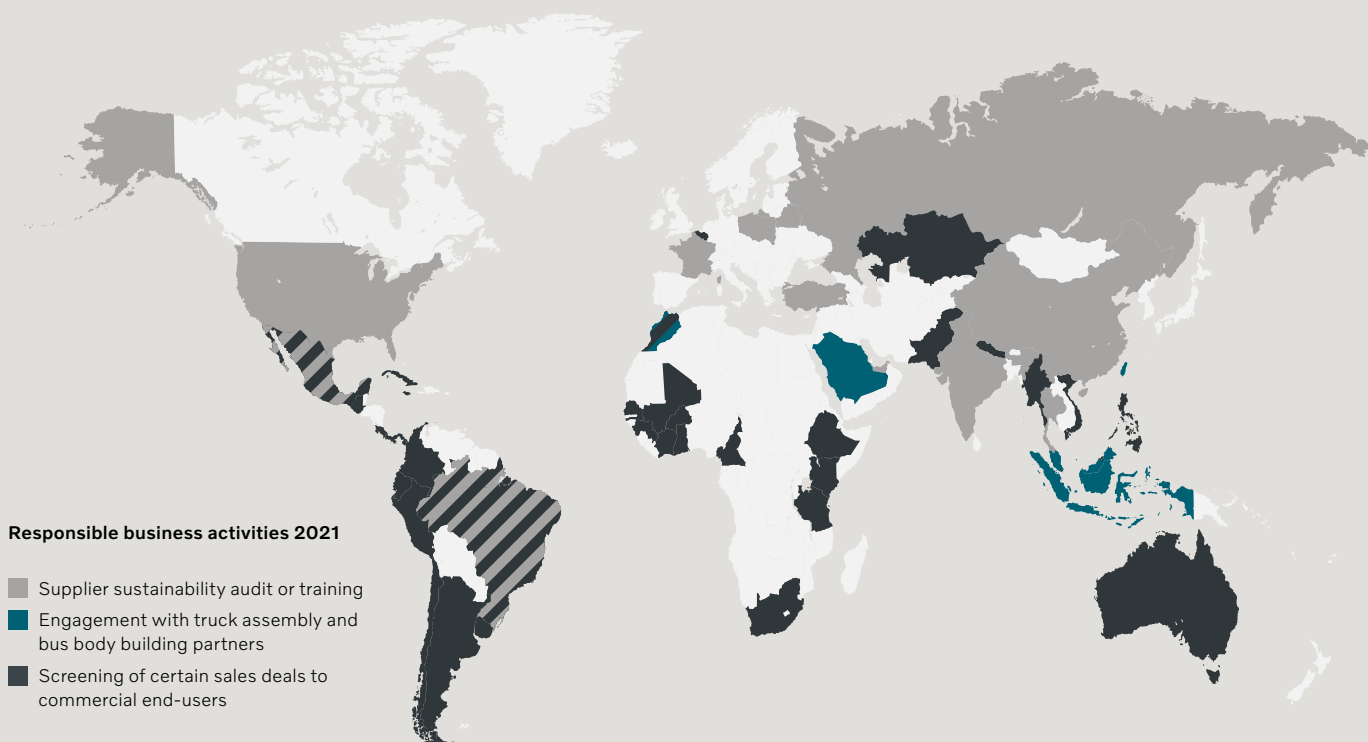 Responsible business activities 2021
Supplier sustainability audit or training
Engagement with truck assembly and
bus body building partners
Screening of certain sales deals to
commercial end-users